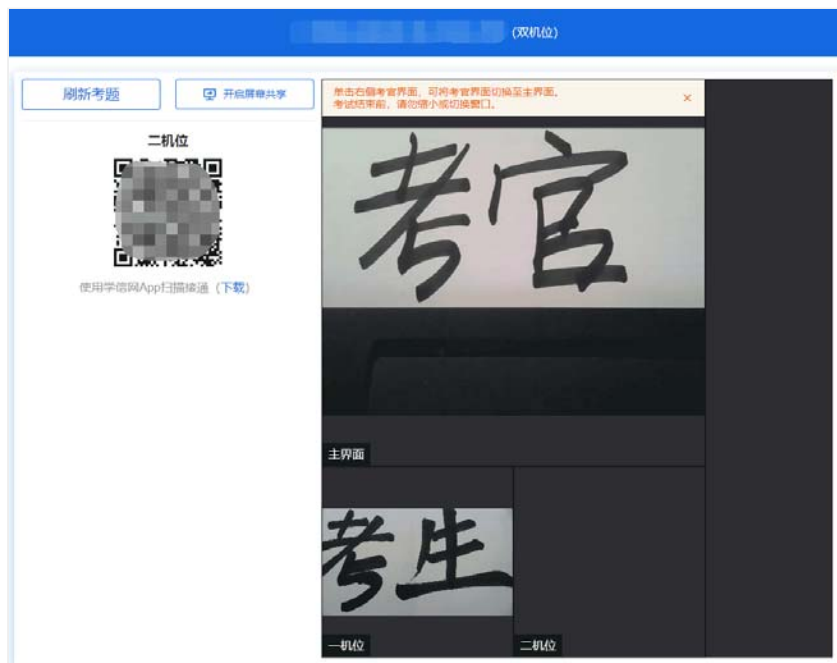 (双机位)
刷新考题
开启屏幕共享
二机位
使用学信网App扫描接通 (下载)
单击右侧考官界面，可将考官界面切换至主界面。
考试结束前，请勿缩小或切换窗口。
考官
主界面
考生
一机位
二机位